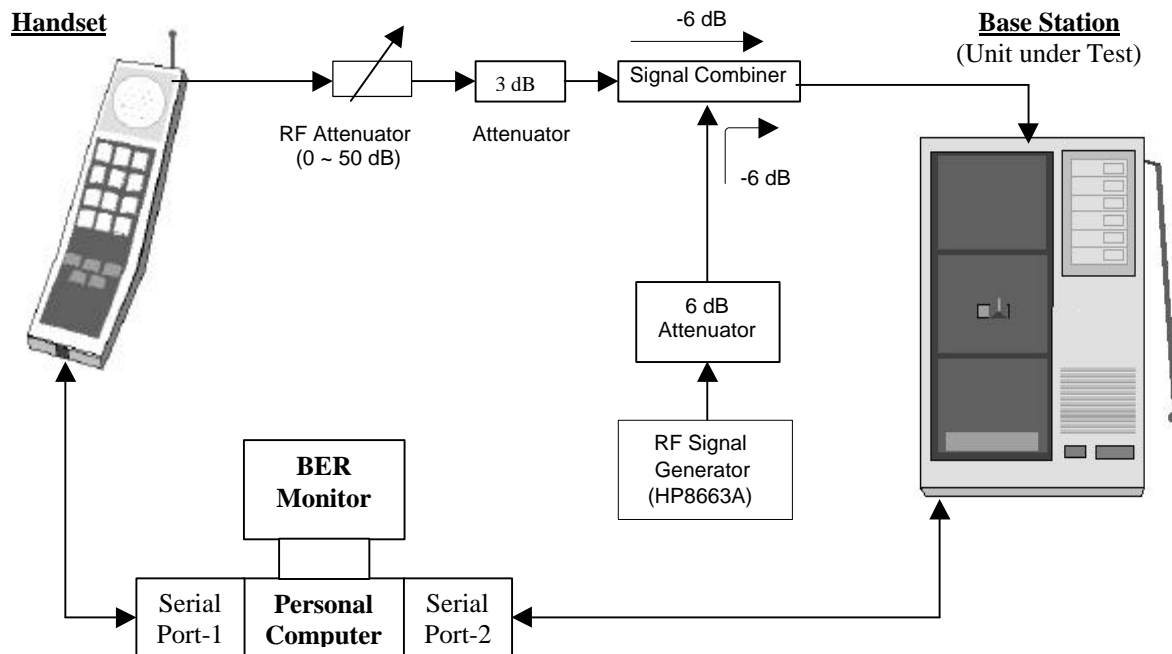 Handset
-6 dB
Base Station
(Unit under Test)
Signal Combiner
3 dB
RF Attenuator
(0 ~ 50 dB)
Attenuator
-6 dB
6 dB
Attenuator
RF Signal
Generator
(HP8663A)
BER
Monitor
Serial
Port-1
Personal
Computer
Serial
Port-2